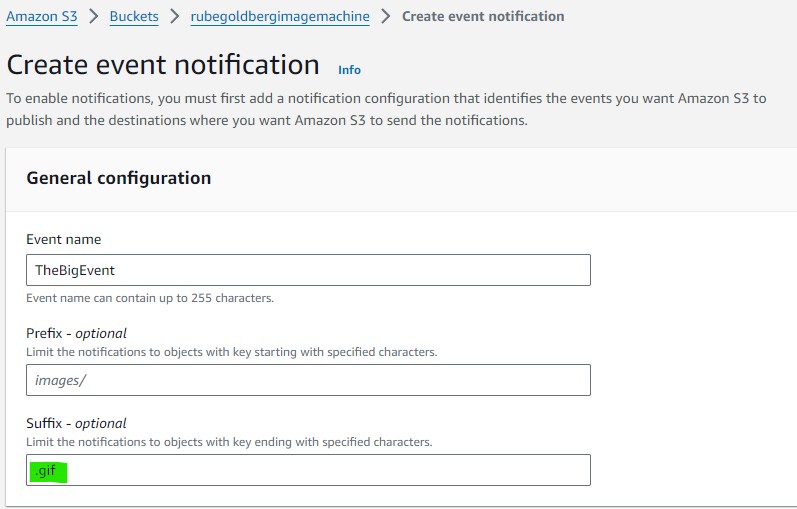 Amazon S3 > Buckets > rubegoldbergimagemachine > Create event notification
Create event notification Info
To enable notifications, you must first add a notification configuration that identifies the events you want Amazon S3 to
publish and the destinations where you want Amazon S3 to send the notifications.
General configuration
Event name
TheBigEvent
Event name can contain up to 255 characters.
Prefix - optional
Limit the notifications to objects with key starting with specified characters.
images/
Suffix - optional
Limit the notifications to objects with key ending with specified characters.
.gif